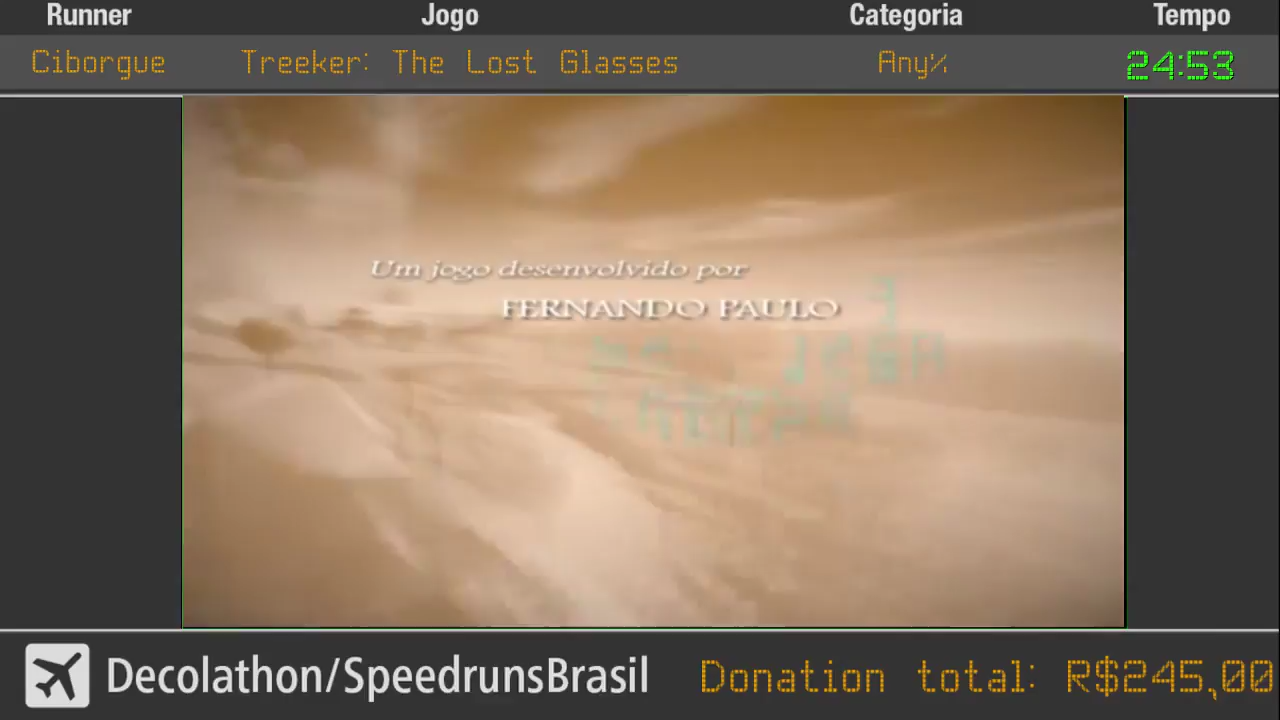 Runner Jogo Categoria Tempo
Ciborgue Treeker: The Lost Glasses Any% 24:53
Um jogo desenvolvido por
FERNANDO PAULO
Decolathon/SpeedrunsBrasil Donation total: R$245,00